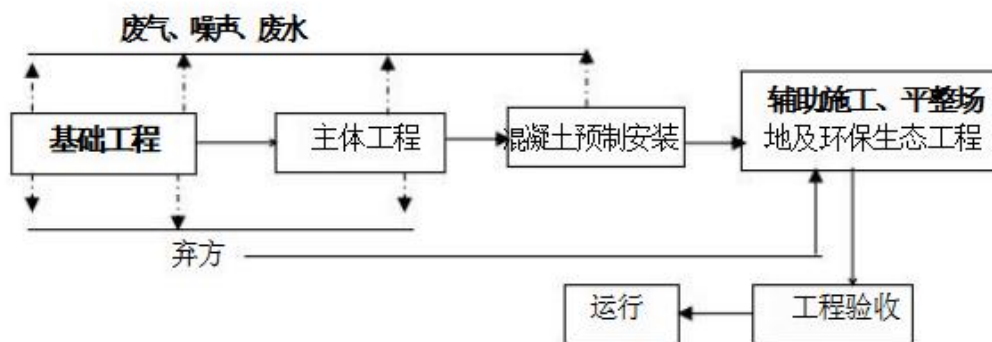 废气、噪声、废水
基础工程
主体工程
混凝土预制安装
辅助施工、平整场
地及环保生态工程
弃方
运行
工程验收